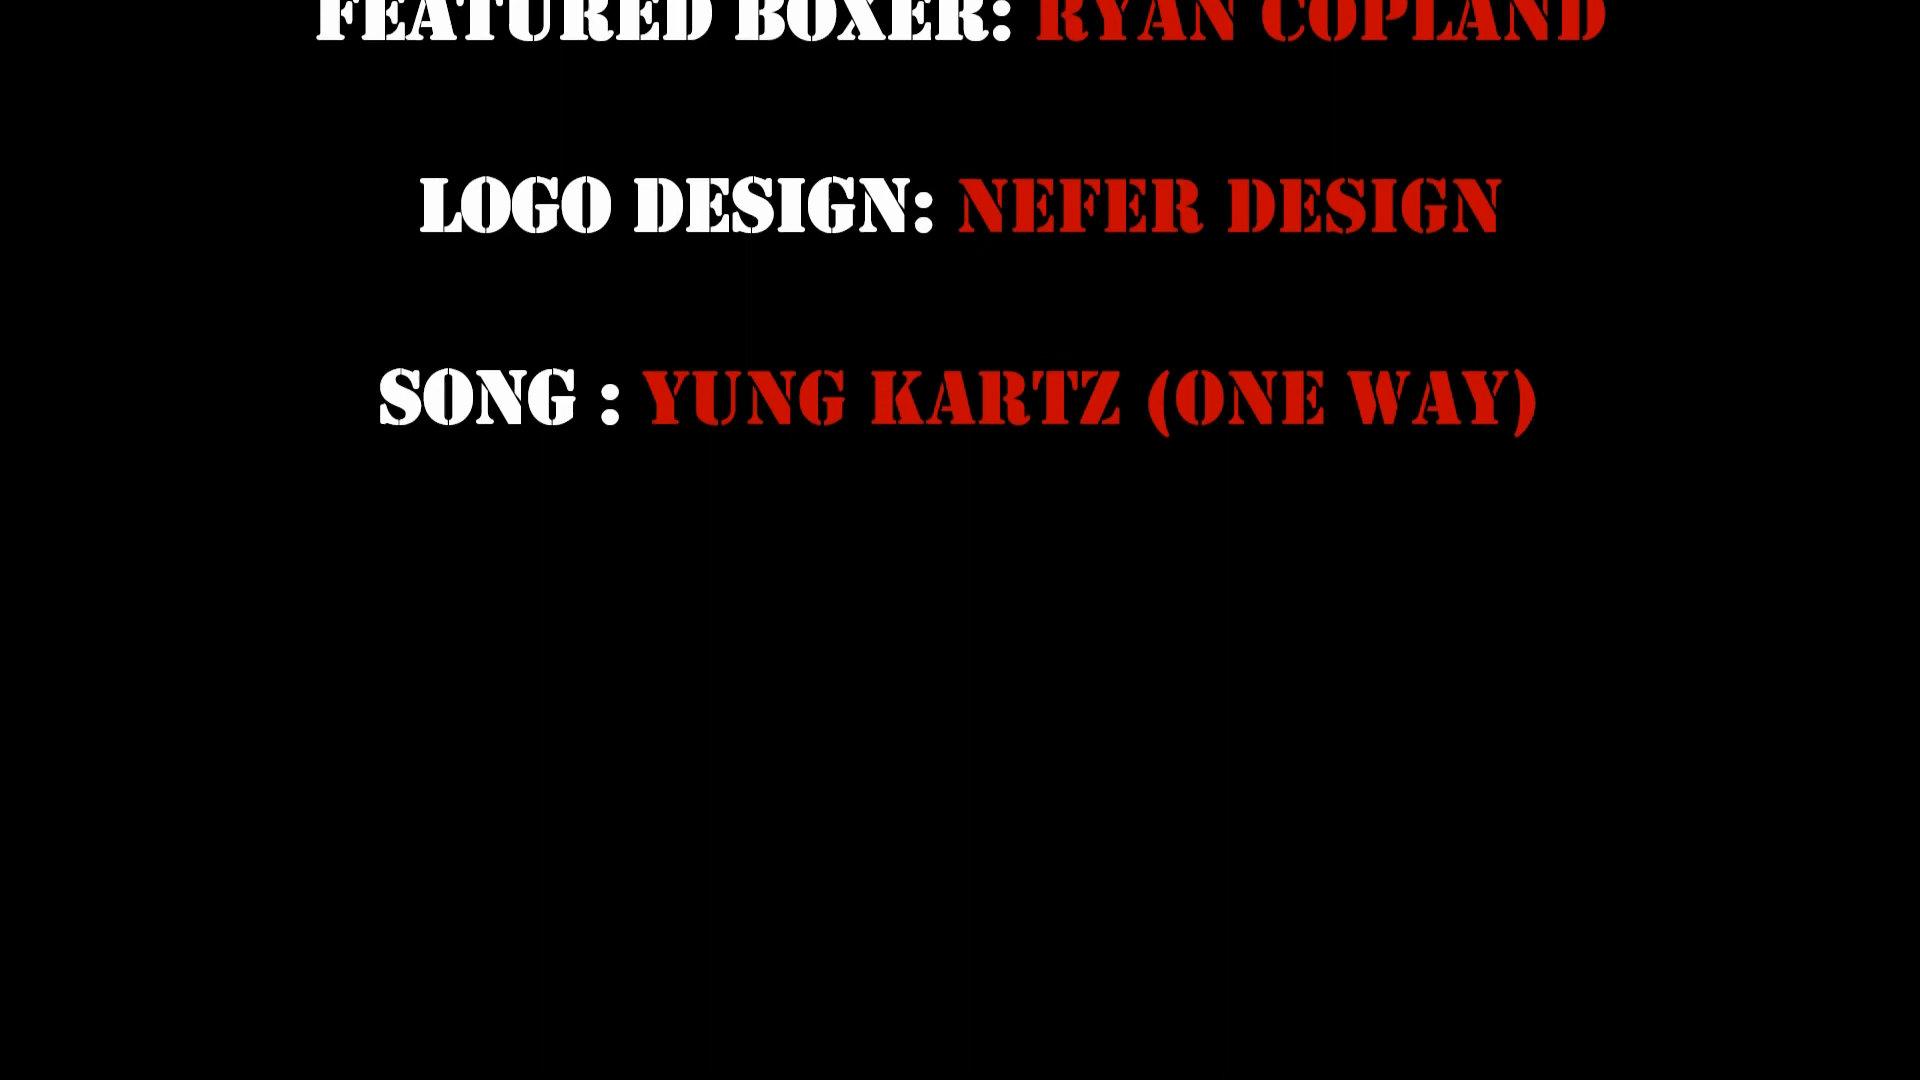 FEATURED BOXER: RYAN COPLAND
LOGO DESIGN: NEFER DESIGN
SONG : YUNG KARTZ (ONE WAY)